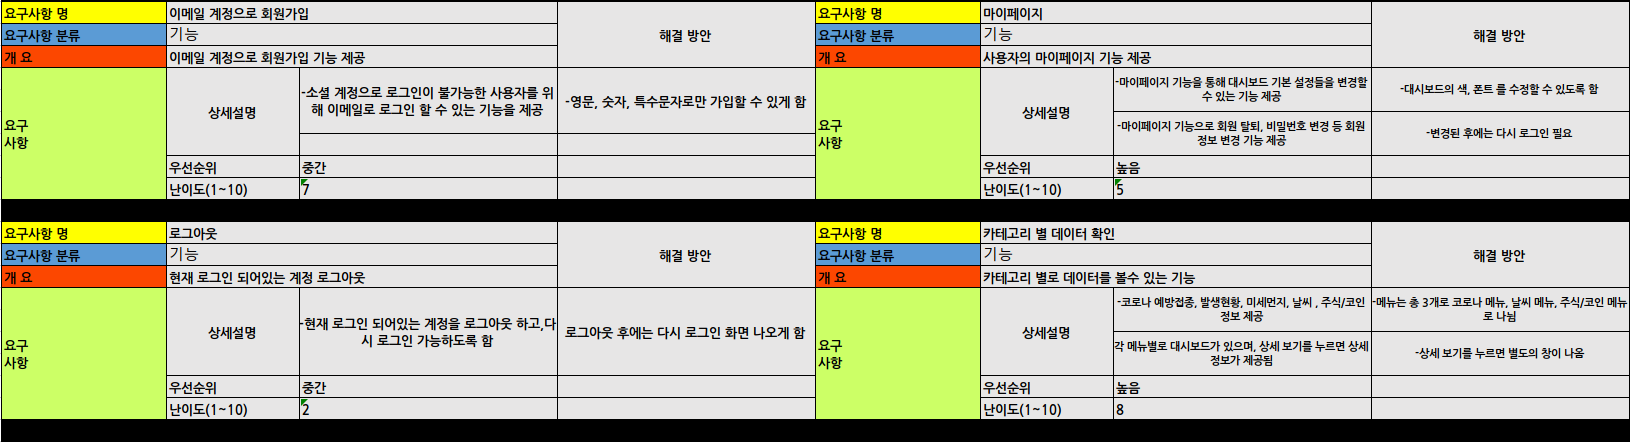 요구사항 명
이메일 계정으로 회원가입
해결 방안
요구사항 분류
기능
개 요
이메일 계정으로 회원가입 기능 제공
요구
사항
상세설명
-소셜 계정으로 로그인이 불가능한 사용자를 위
해 이메일로 로그인 할 수 있는 기능을 제공
-영문, 숫자, 특수문자로만 가입할 수 있게 함
우선순위
중간
난이도(1~10)
7
요구사항 명
마이페이지
해결 방안
요구사항 분류
기능
개 요
사용자의 마이페이지 기능 제공
요구
사항
상세설명
-마이페이지 기능을 통해 대시보드 기본 설정들을 변경할
수 있는 기능 제공
-대시보드의 색, 폰트 를 수정할 수 있도록 함
-마이페이지 기능으로 회원 탈퇴, 비밀번호 변경 등 회원
정보 변경 기능 제공
-변경된 후에는 다시 로그인 필요
우선순위
높음
난이도(1~10)
5
요구사항 명
로그아웃
해결 방안
요구사항 분류
기능
개 요
현재 로그인 되어있는 계정 로그아웃
요구
사항
상세설명
-현재 로그인 되어있는 계정을 로그아웃 하고,다
시 로그인 가능하도록 함
로그아웃 후에는 다시 로그인 화면 나오게 함
우선순위
중간
난이도(1~10)
2
요구사항 명
카테고리 별 데이터 확인
해결 방안
요구사항 분류
기능
개 요
카테고리 별로 데이터를 볼수 있는 기능
요구
사항
상세설명
-코로나 예방접종, 발생현황, 미세먼지, 날씨 , 주식/코인
정보 제공
-메뉴는 총 3개로 코로나 메뉴, 날씨 메뉴, 주식/코인 메뉴
로 나뉨
각 메뉴별로 대시보드가 있으며, 상세 보기를 누르면 상세
정보가 제공됨
-상세 보기를 누르면 별도의 창이 나옴
우선순위
높음
난이도(1~10)
8